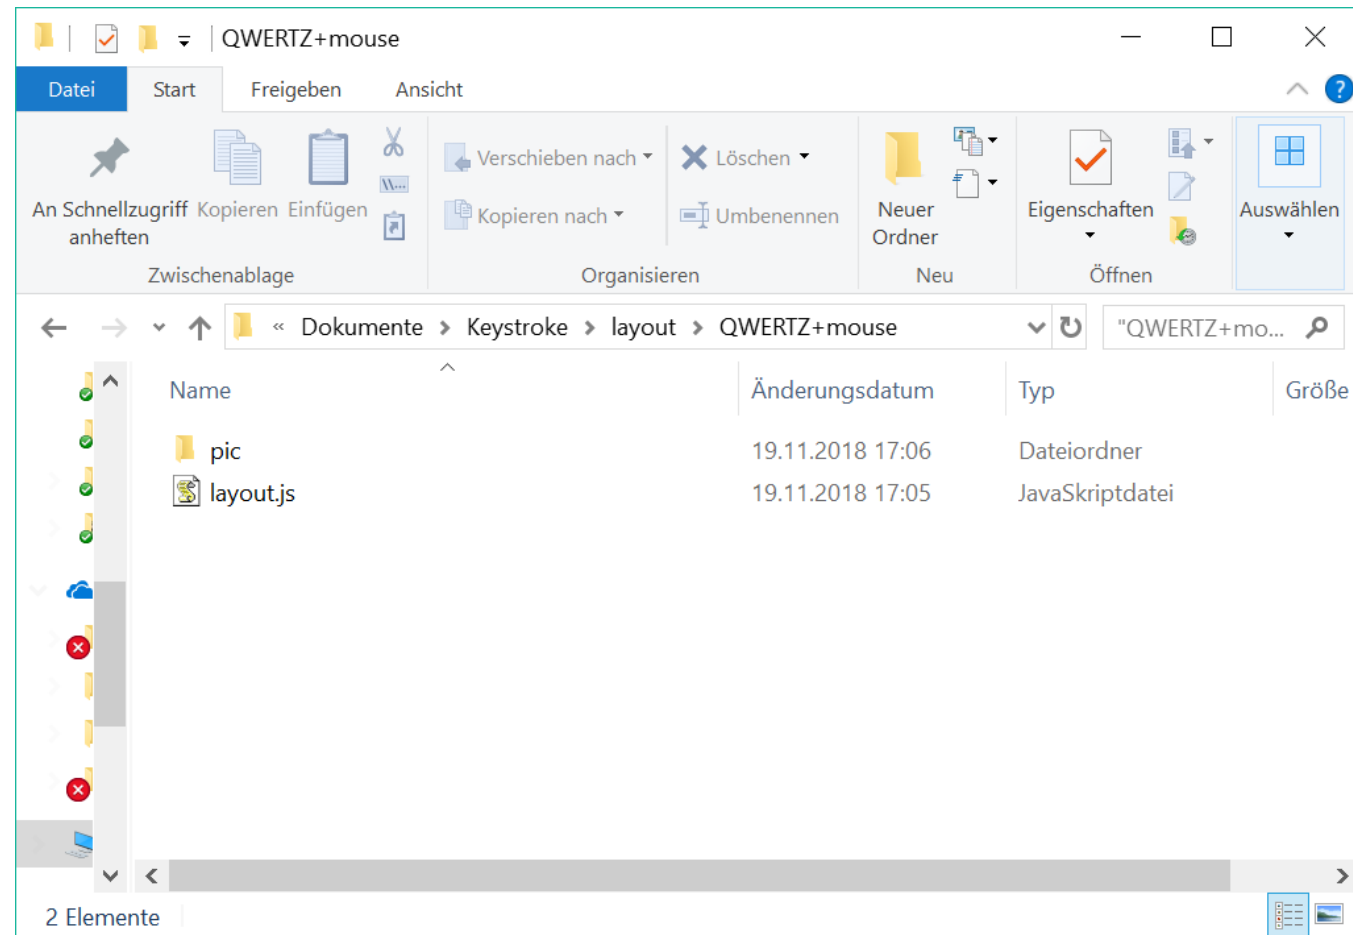 QWERTZ+mouse
Datei Start Freigeben Ansicht
An Schnellzugriff
anheften
Kopieren
Einfügen
Zwischenablage
Verschieben nach
Kopieren nach
Löschen
Umbenennen
Organisieren
Neuer
Ordner
Neu
Eigenschaften
Öffnen
Auswählen
« Dokumente > Keystroke > layout > QWERTZ+mouse
"QWERTZ+mo...
Name Änderungsdatum Typ Größe
pic 19.11.2018 17:06 Dateiordner
layout.js 19.11.2018 17:05 JavaSkriptdatei
2 Elemente